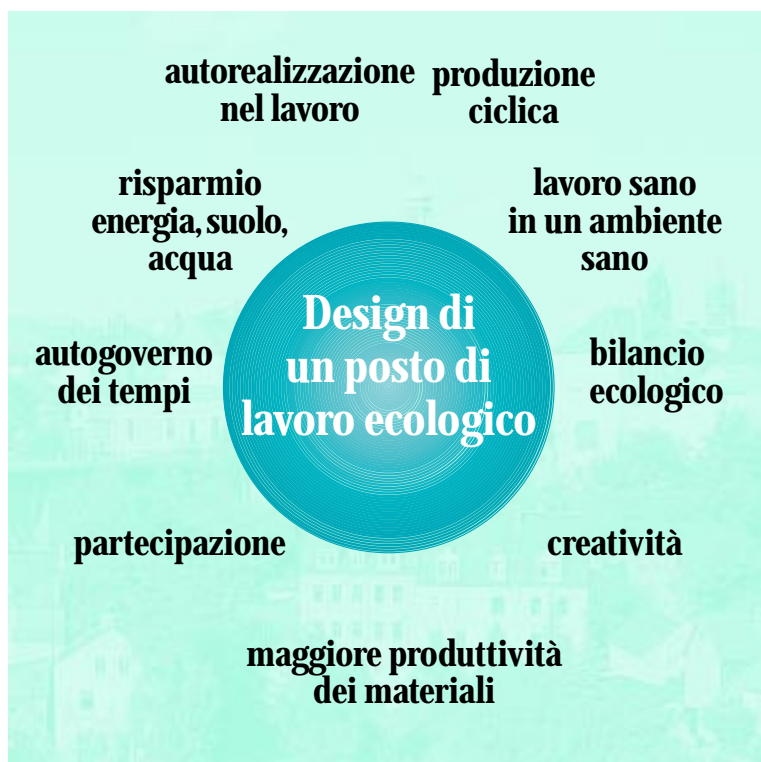 autorealizzazione
nel lavoro
produzione
ciclica
risparmio
energia, suolo,
acqua
lavoro sano
in un ambiente
sano
Design di
un posto di
lavoro ecologico
autogoverno
dei tempi
bilancio
ecologico
partecipazione
creatività
maggiore produttività
dei materiali